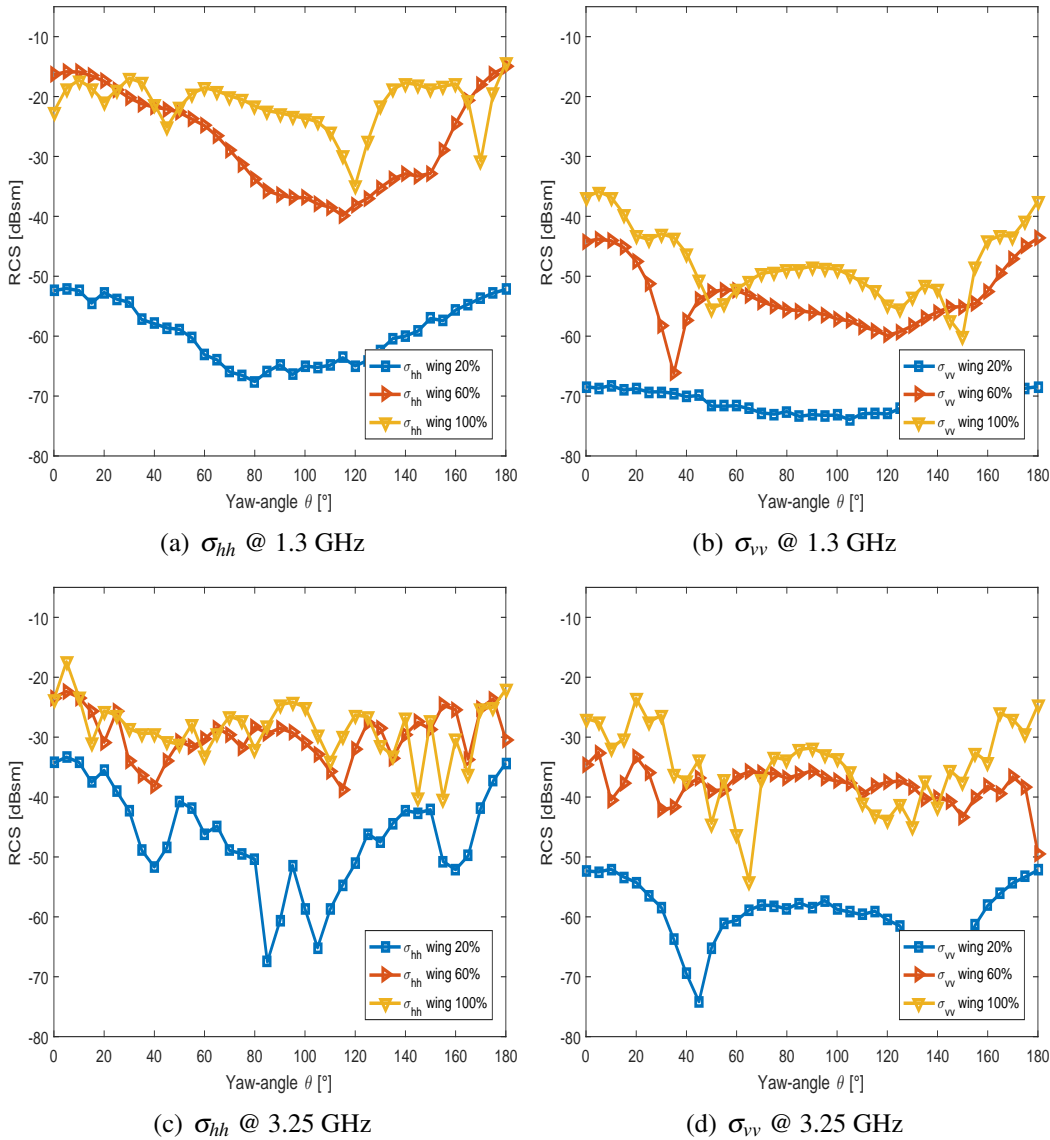 -10
-20
-30
-40
-50
-60
-70
-80
RCS [dBsm]
0 20 40 60 80 100 120 140 160 180
Yaw-angle θ [°]
σhh wing 20%
σhh wing 60%
σhh wing 100%
(a) σhh @ 1.3 GHz
-10
-20
-30
-40
-50
-60
-70
-80
RCS [dBsm]
0 20 40 60 80 100 120 140 160 180
Yaw-angle θ [°]
σvv wing 20%
σvv wing 60%
σvv wing 100%
(b) σvv @ 1.3 GHz
-10
-20
-30
-40
-50
-60
-70
-80
RCS [dBsm]
0 20 40 60 80 100 120 140 160 180
Yaw-angle θ [°]
σhh wing 20%
σhh wing 60%
σhh wing 100%
(c) σhh @ 3.25 GHz
-10
-20
-30
-40
-50
-60
-70
-80
RCS [dBsm]
0 20 40 60 80 100 120 140 160 180
Yaw-angle θ [°]
σvv wing 20%
σvv wing 60%
σvv wing 100%
(d) σvv @ 3.25 GHz